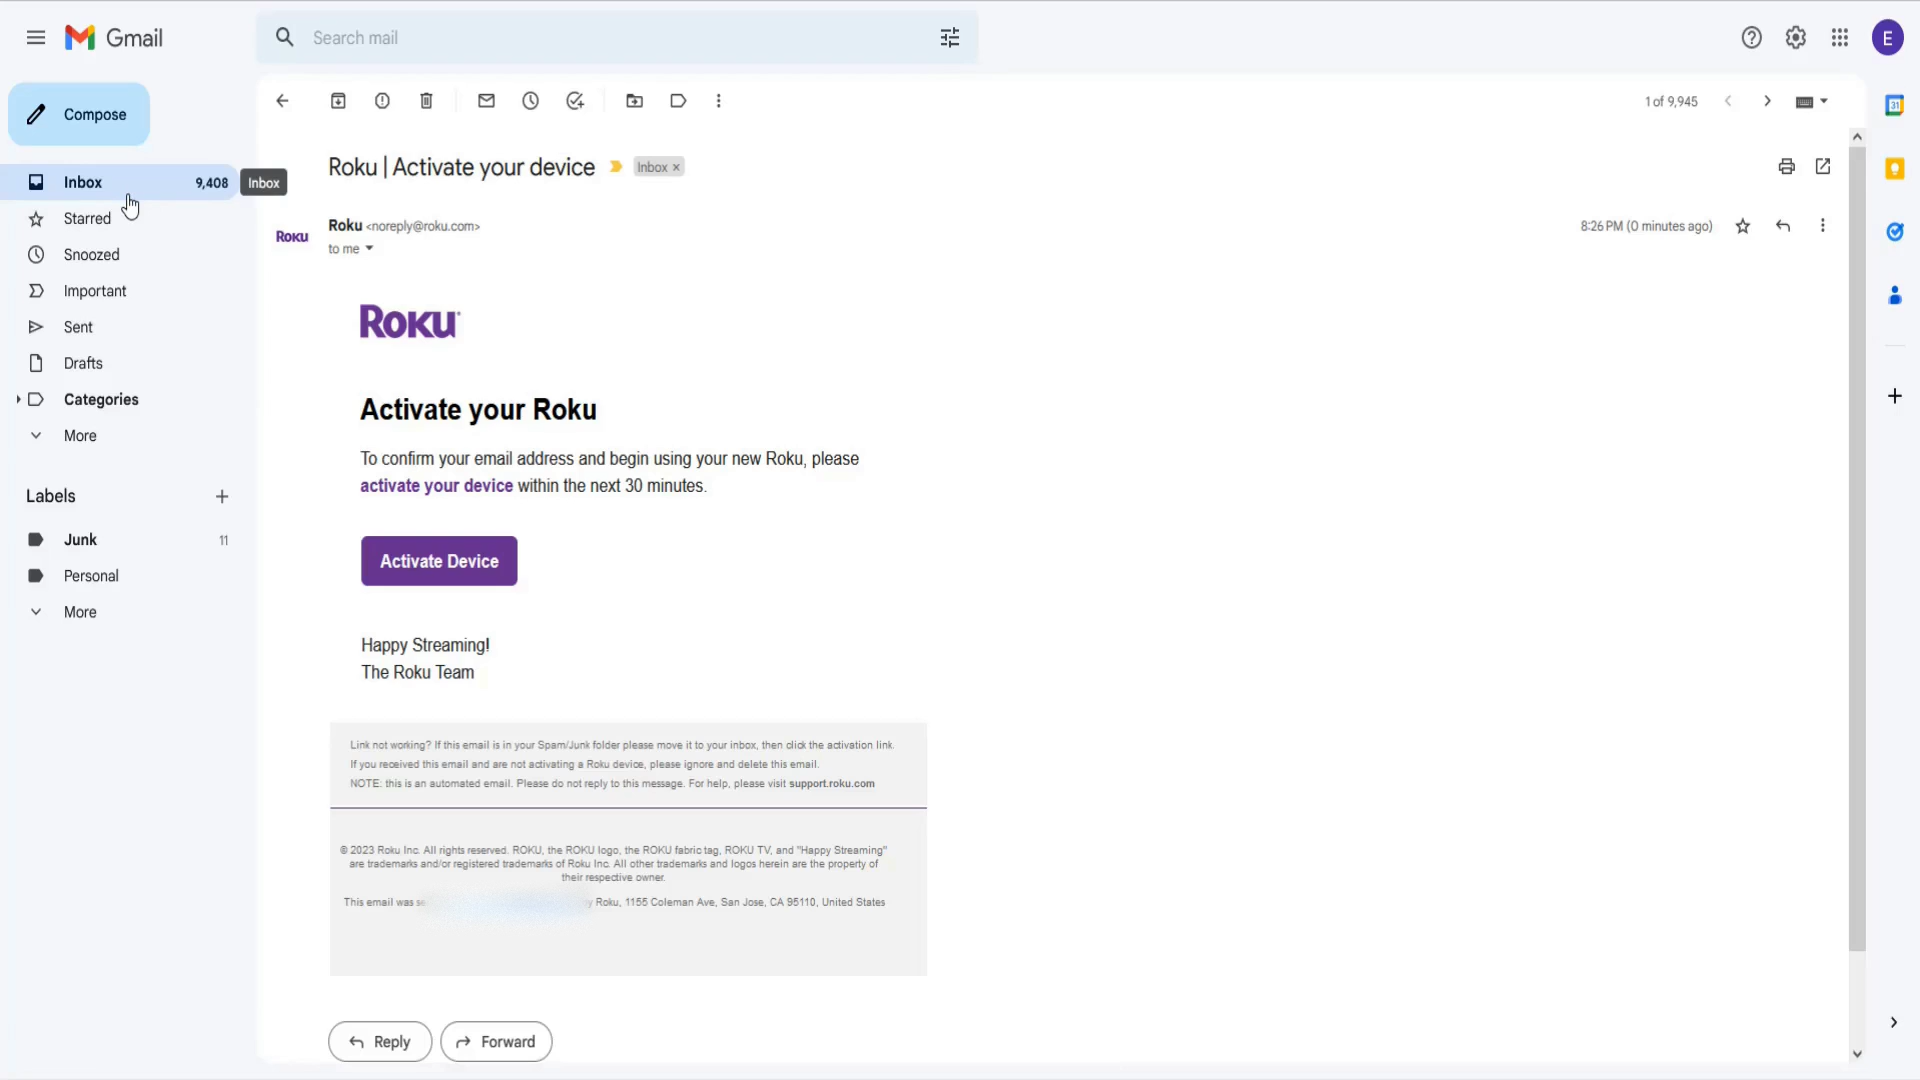 Gmail
Search mail
E
Compose
1 of 9,945
31
Roku | Activate your device
Inbox ×
Inbox 9,408
Inbox
Starred
Snoozed
Important
Sent
Drafts
Categories
More
Labels
Junk 11
Personal
More
ROKU
Roku <noreply@roku.com>
8:26 PM (0 minutes ago)
to me
ROKU
Activate your Roku
To confirm your email address and begin using your new Roku, please
activate your device within the next 30 minutes.
Activate Device
Happy Streaming!
The Roku Team
Link not working? If this email is in your Spam/Junk folder please move it to your inbox, then click the activation link.
If you received this email and are not activating a Roku device, please ignore and delete this email.
NOTE: this is an automated email. Please do not reply to this message. For help, please visit support.roku.com
© 2023 Roku Inc. All rights reserved. ROKU, the ROKU logo, the ROKU fabric tag, ROKU TV, and "Happy Streaming"
are trademarks and/or registered trademarks of Roku Inc. All other trademarks and logos herein are the property of
their respective owner.
This email was Roku, 1155 Coleman Ave, San Jose, CA 95110, United States
Reply
Forward